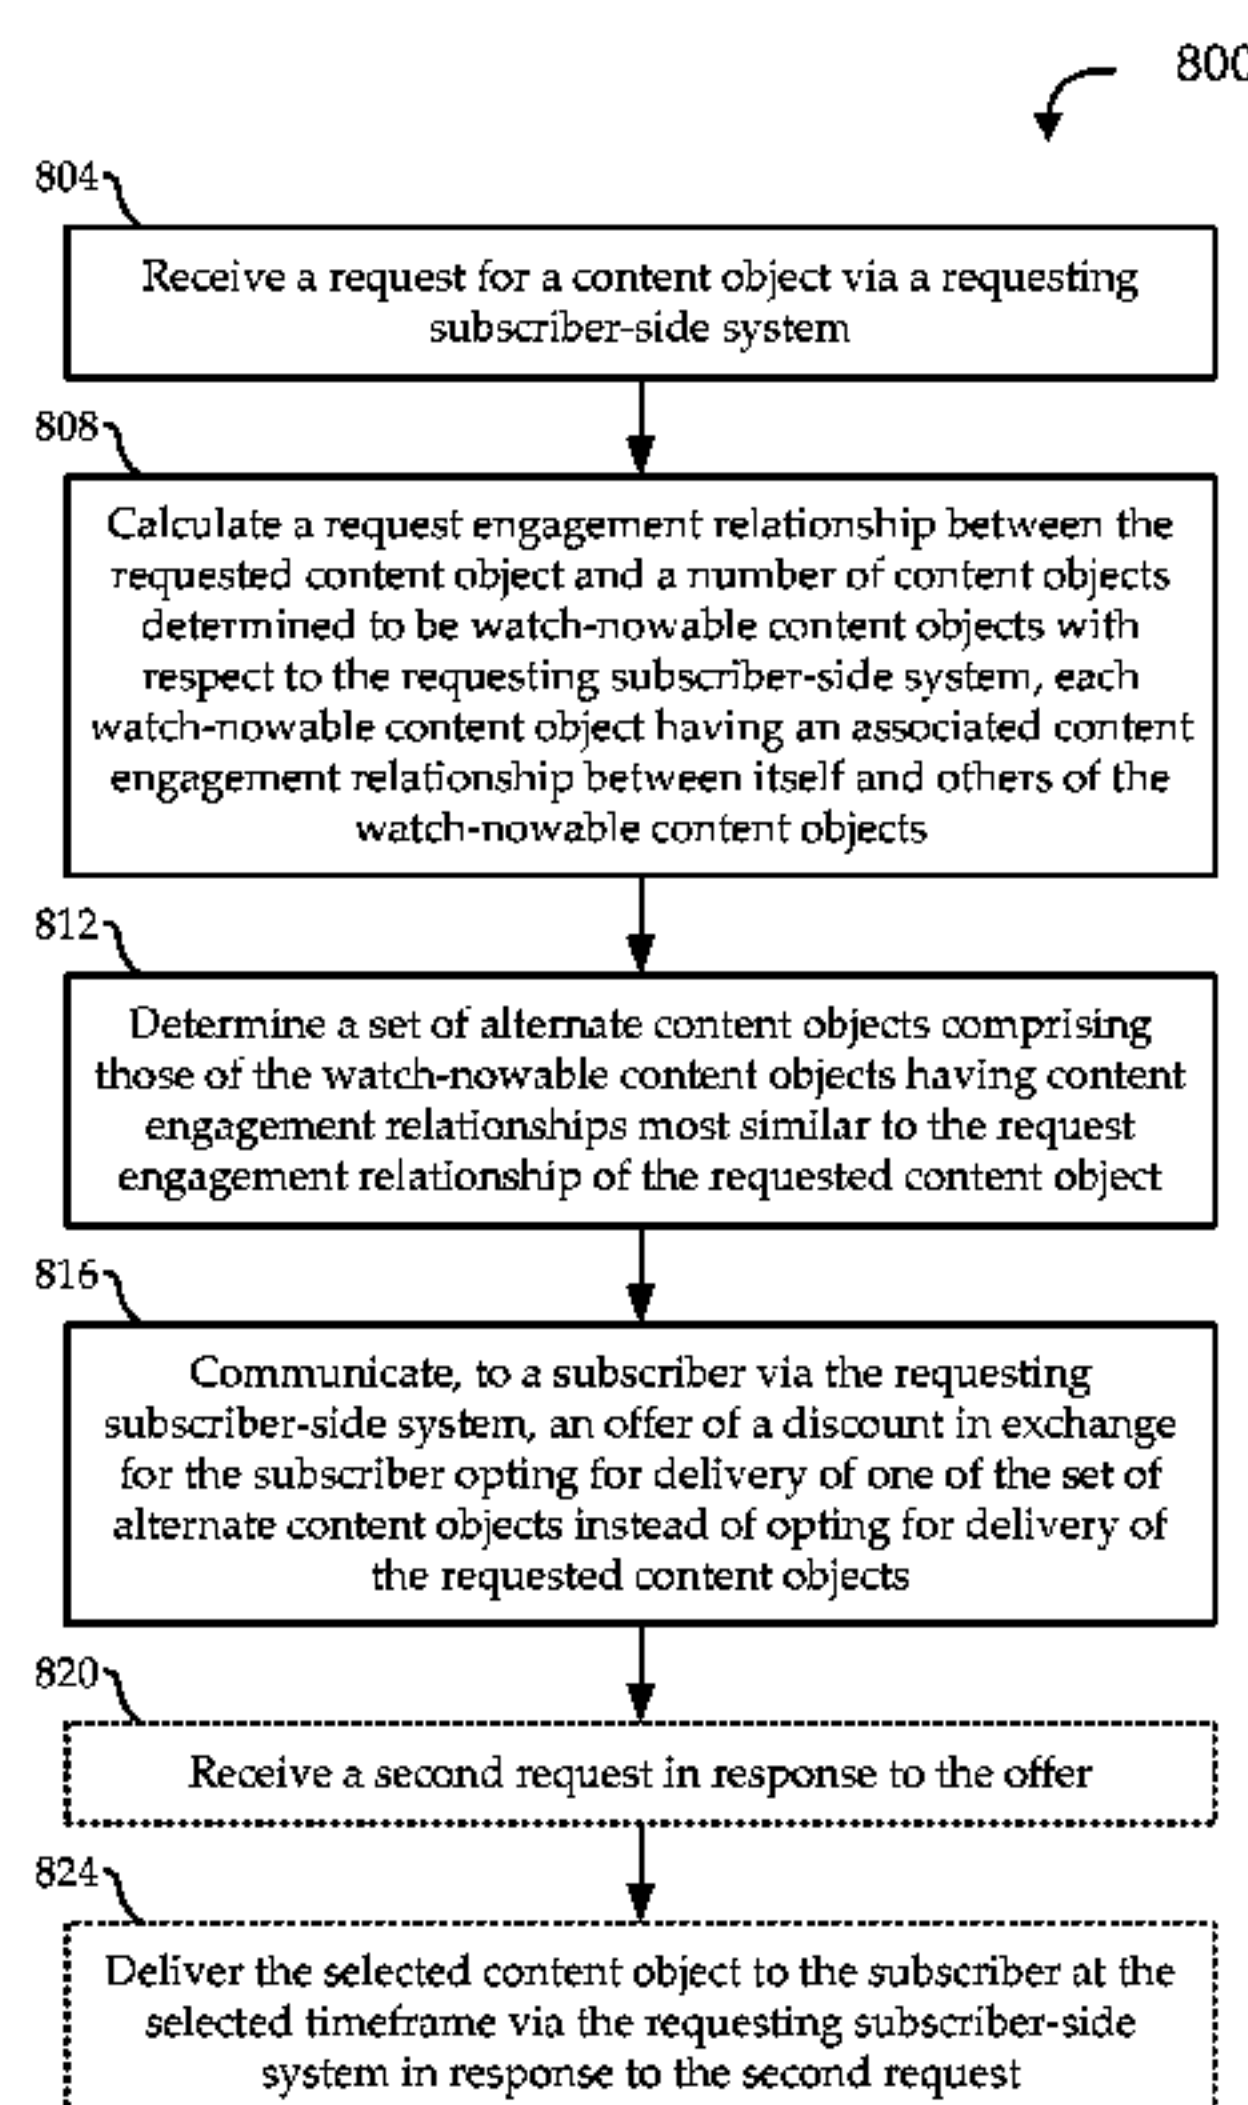 800
804
Receive a request for a content object via a requesting
subscriber-side system
808
Calculate a request engagement relationship between the
requested content object and a number of content objects
determined to be watch-nowable content objects with
respect to the requesting subscriber-side system, each
watch-nowable content object having an associated content
engagement relationship between itself and others of the
watch-nowable content objects
812
Determine a set of alternate content objects comprising
those of the watch-nowable content objects having content
engagement relationships most similar to the request
engagement relationship of the requested content object
816
Communicate, to a subscriber via the requesting
subscriber-side system, an offer of a discount in exchange
for the subscriber opting for delivery of one of the set of
alternate content objects instead of opting for delivery of
the requested content objects
820
Receive a second request in response to the offer
824
Deliver the selected content object to the subscriber at the
selected timeframe via the requesting subscriber-side
system in response to the second request